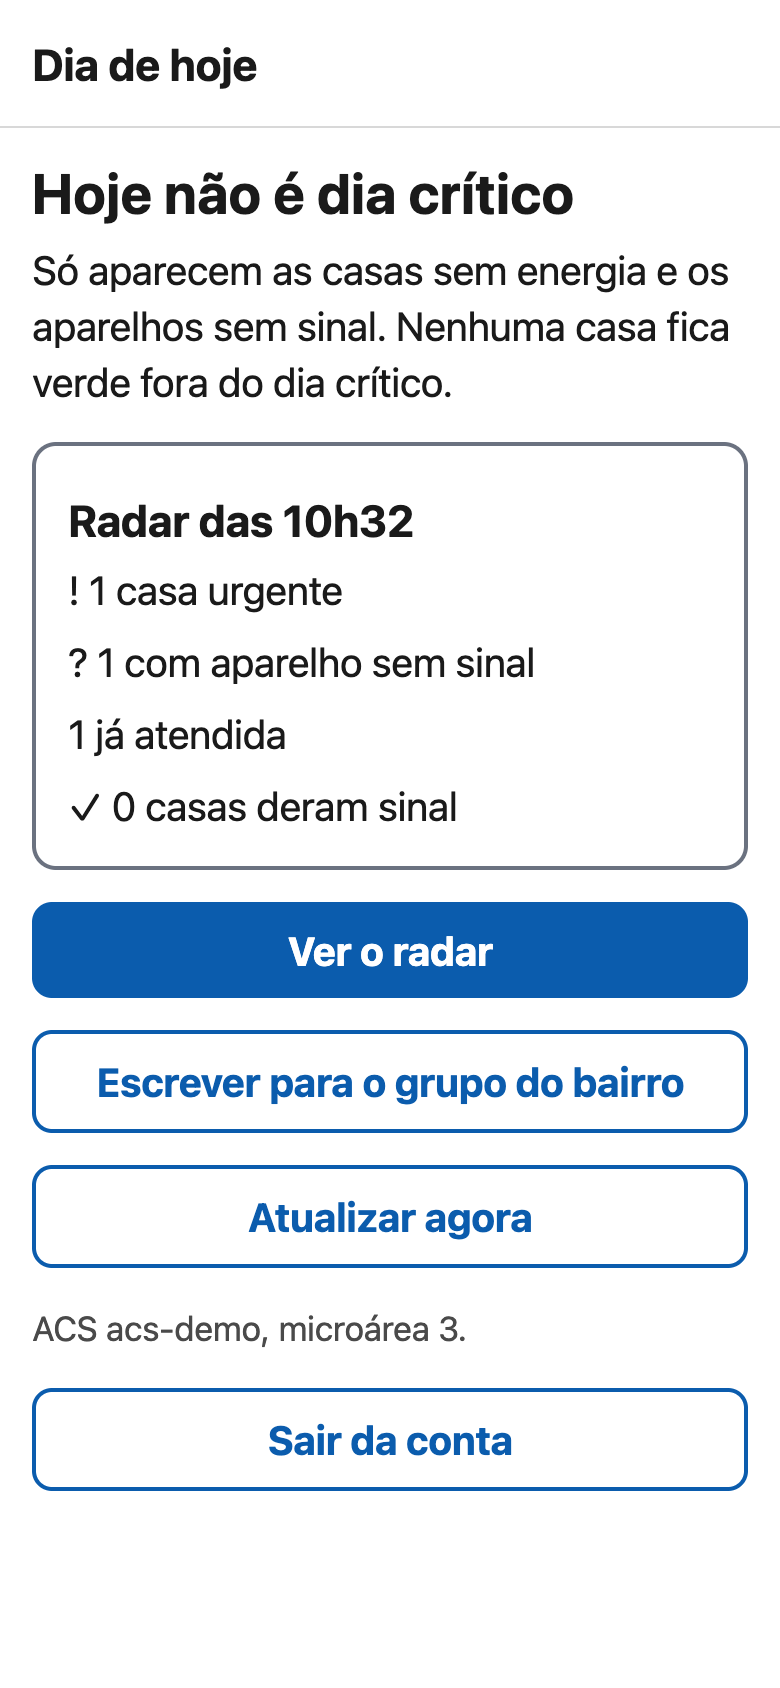 Dia de hoje
Hoje não é dia crítico
Só aparecem as casas sem energia e os
aparelhos sem sinal. Nenhuma casa fica
verde fora do dia crítico.
Radar das 10h32
! 1 casa urgente
? 1 com aparelho sem sinal
1 já atendida
✓ 0 casas deram sinal
Ver o radar
Escrever para o grupo do bairro
Atualizar agora
ACS acs-demo, microárea 3.
Sair da conta